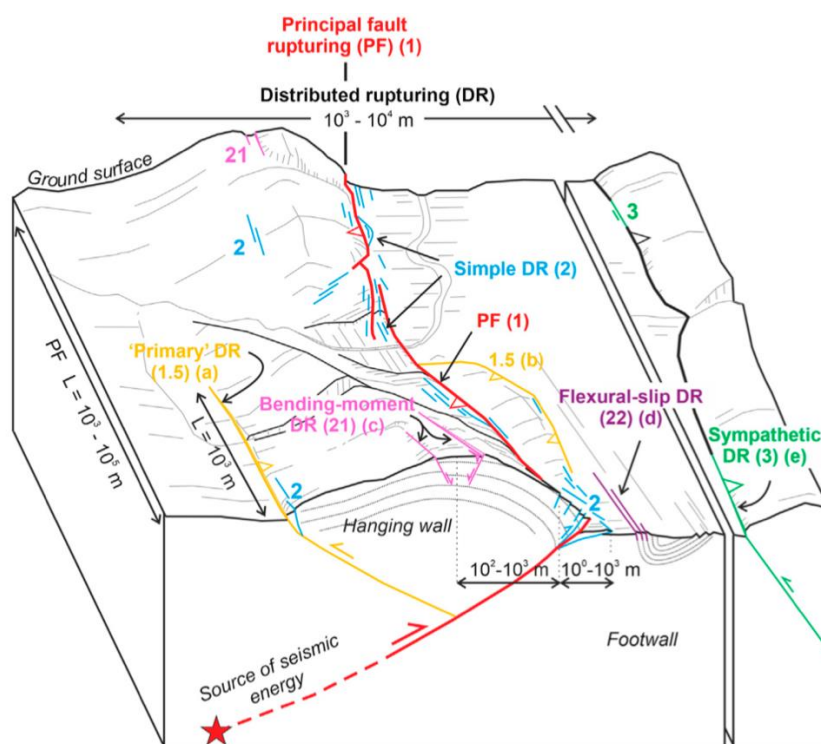 Principal fault
rupturing (PF) (1)
Distributed rupturing (DR)
10³ - 10⁴ m
Ground surface
21
3
2
Simple DR (2)
PF L = 10³ - 10⁵ m
'Primary' DR
(1.5) (a)
PF (1)
1.5 (b)
L = 10³ m
Bending-moment
DR (21) (c)
Flexural-slip DR
(22) (d)
Sympathetic
DR (3) (e)
2
2
Hanging wall
10²-10³ m
10⁰-10³ m
Footwall
Source of seismic
energy